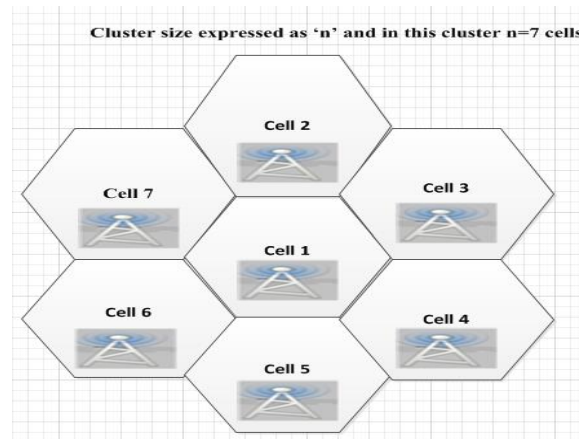 Cluster size expressed as ‘n’ and in this cluster n=7 cells
Cell 2
Cell 7
Cell 3
Cell 1
Cell 6
Cell 4
Cell 5